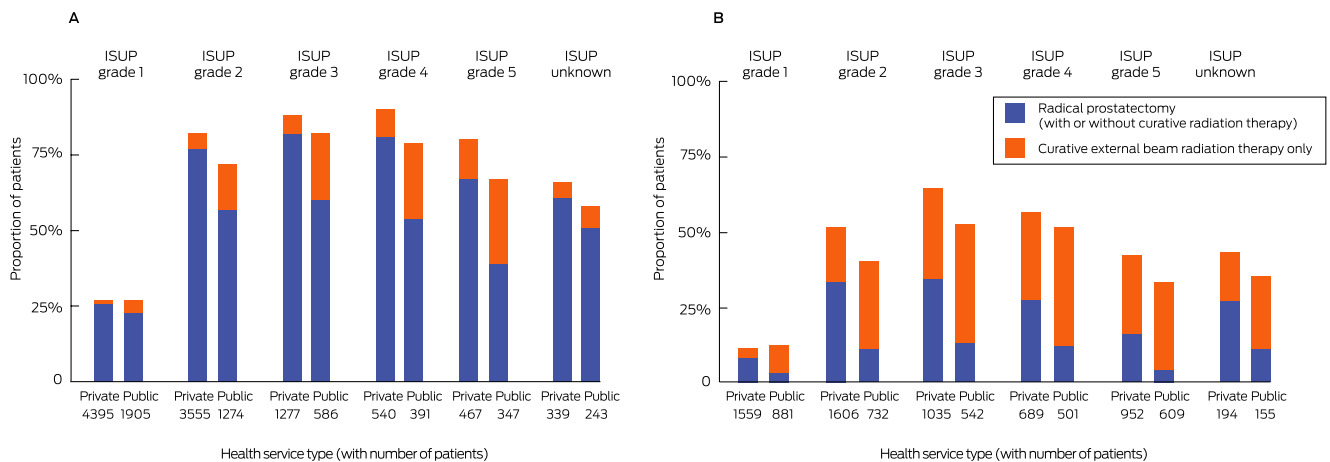 A
ISUP
grade 1
ISUP
grade 2
ISUP
grade 3
ISUP
grade 4
ISUP
grade 5
ISUP
unknown
100%
75%
50%
25%
0
Proportion of patients
Private Public
4395 1905
Private Public
3555 1274
Private Public
1277 586
Private Public
540 391
Private Public
467 347
Private Public
339 243
Health service type (with number of patients)
B
ISUP
grade 1
ISUP
grade 2
ISUP
grade 3
ISUP
grade 4
ISUP
grade 5
ISUP
unknown
Radical prostatectomy
(with or without curative radiation therapy)
Curative external beam radiation therapy only
100%
75%
50%
25%
0
Proportion of patients
Private Public
1559 881
Private Public
1606 732
Private Public
1035 542
Private Public
689 501
Private Public
952 609
Private Public
194 155
Health service type (with number of patients)